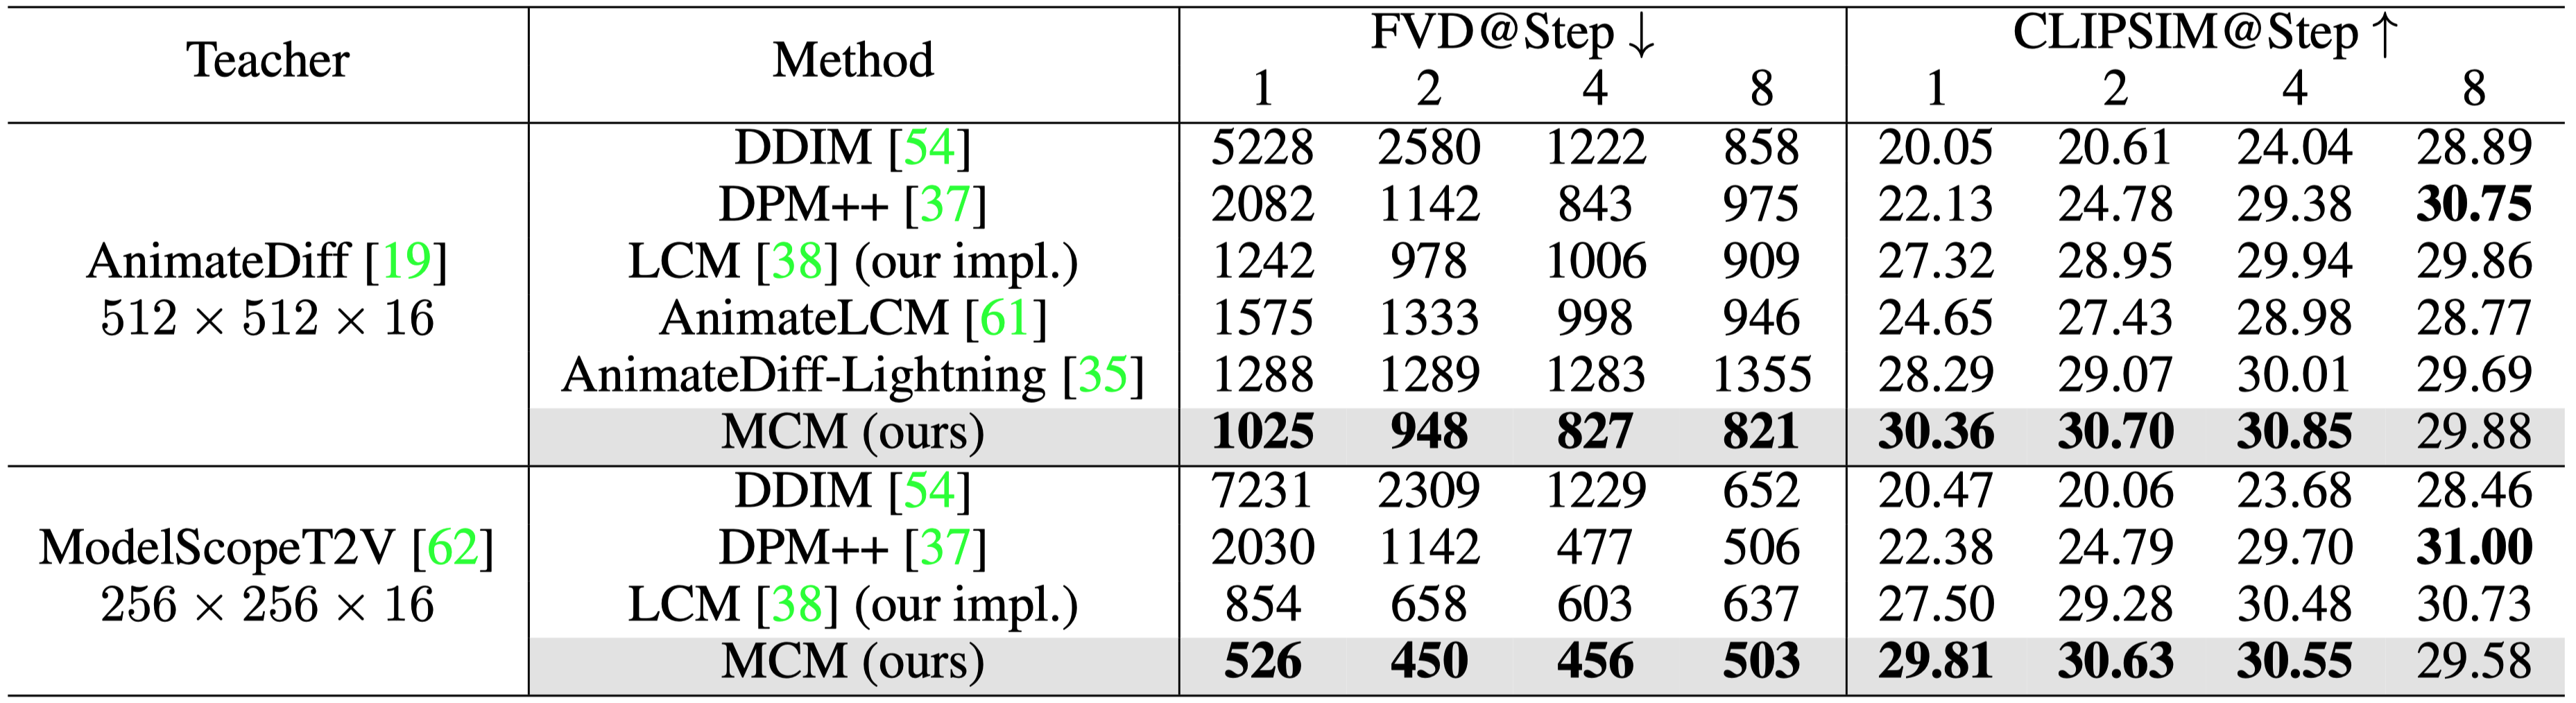 Teacher Method FVD@Step ↓ CLIPSIM@Step ↑
1 2 4 8 1 2 4 8
DDIM [54] 5228 2580 1222 858 20.05 20.61 24.04 28.89
DPM++ [37] 2082 1142 843 975 22.13 24.78 29.38 30.75
AnimateDiff [19] LCM [38] (our impl.) 1242 978 1006 909 27.32 28.95 29.94 29.86
512 × 512 × 16 AnimateLCM [61] 1575 1333 998 946 24.65 27.43 28.98 28.77
AnimateDiff-Lightning [35] 1288 1289 1283 1355 28.29 29.07 30.01 29.69
MCM (ours) 1025 948 827 821 30.36 30.70 30.85 29.88
DDIM [54] 7231 2309 1229 652 20.47 20.06 23.68 28.46
ModelScopeT2V [62] DPM++ [37] 2030 1142 477 506 22.38 24.79 29.70 31.00
256 × 256 × 16 LCM [38] (our impl.) 854 658 603 637 27.50 29.28 30.48 30.73
MCM (ours) 526 450 456 503 29.81 30.63 30.55 29.58